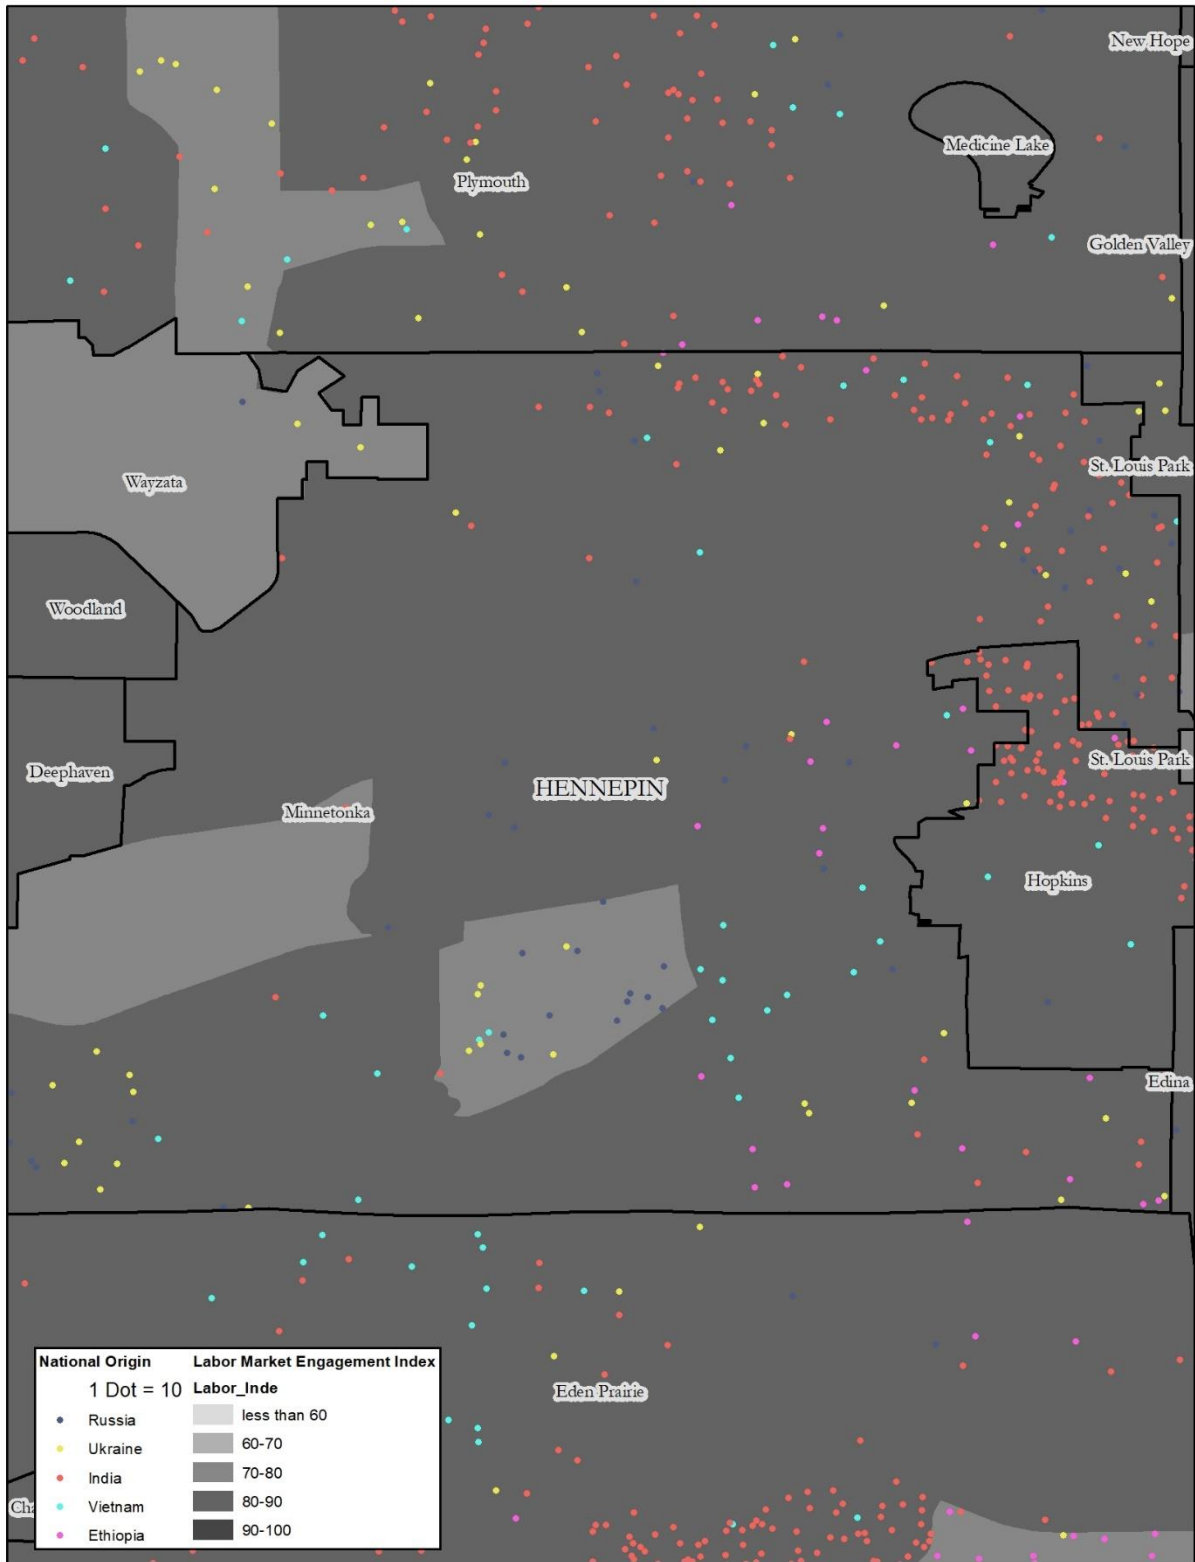 New Hope
Medicine Lake
Plymouth
Golden Valley
St. Louis Park
Wayzata
Woodland
St. Louis Park
Deephaven
HENNEPIN
Minnetonka
Hopkins
Edina
Eden Prairie
National Origin
1 Dot = 10
Russia
Ukraine
India
Vietnam
Ethiopia
Labor Market Engagement Index
Labor_Inde
less than 60
60-70
70-80
80-90
90-100
Cha